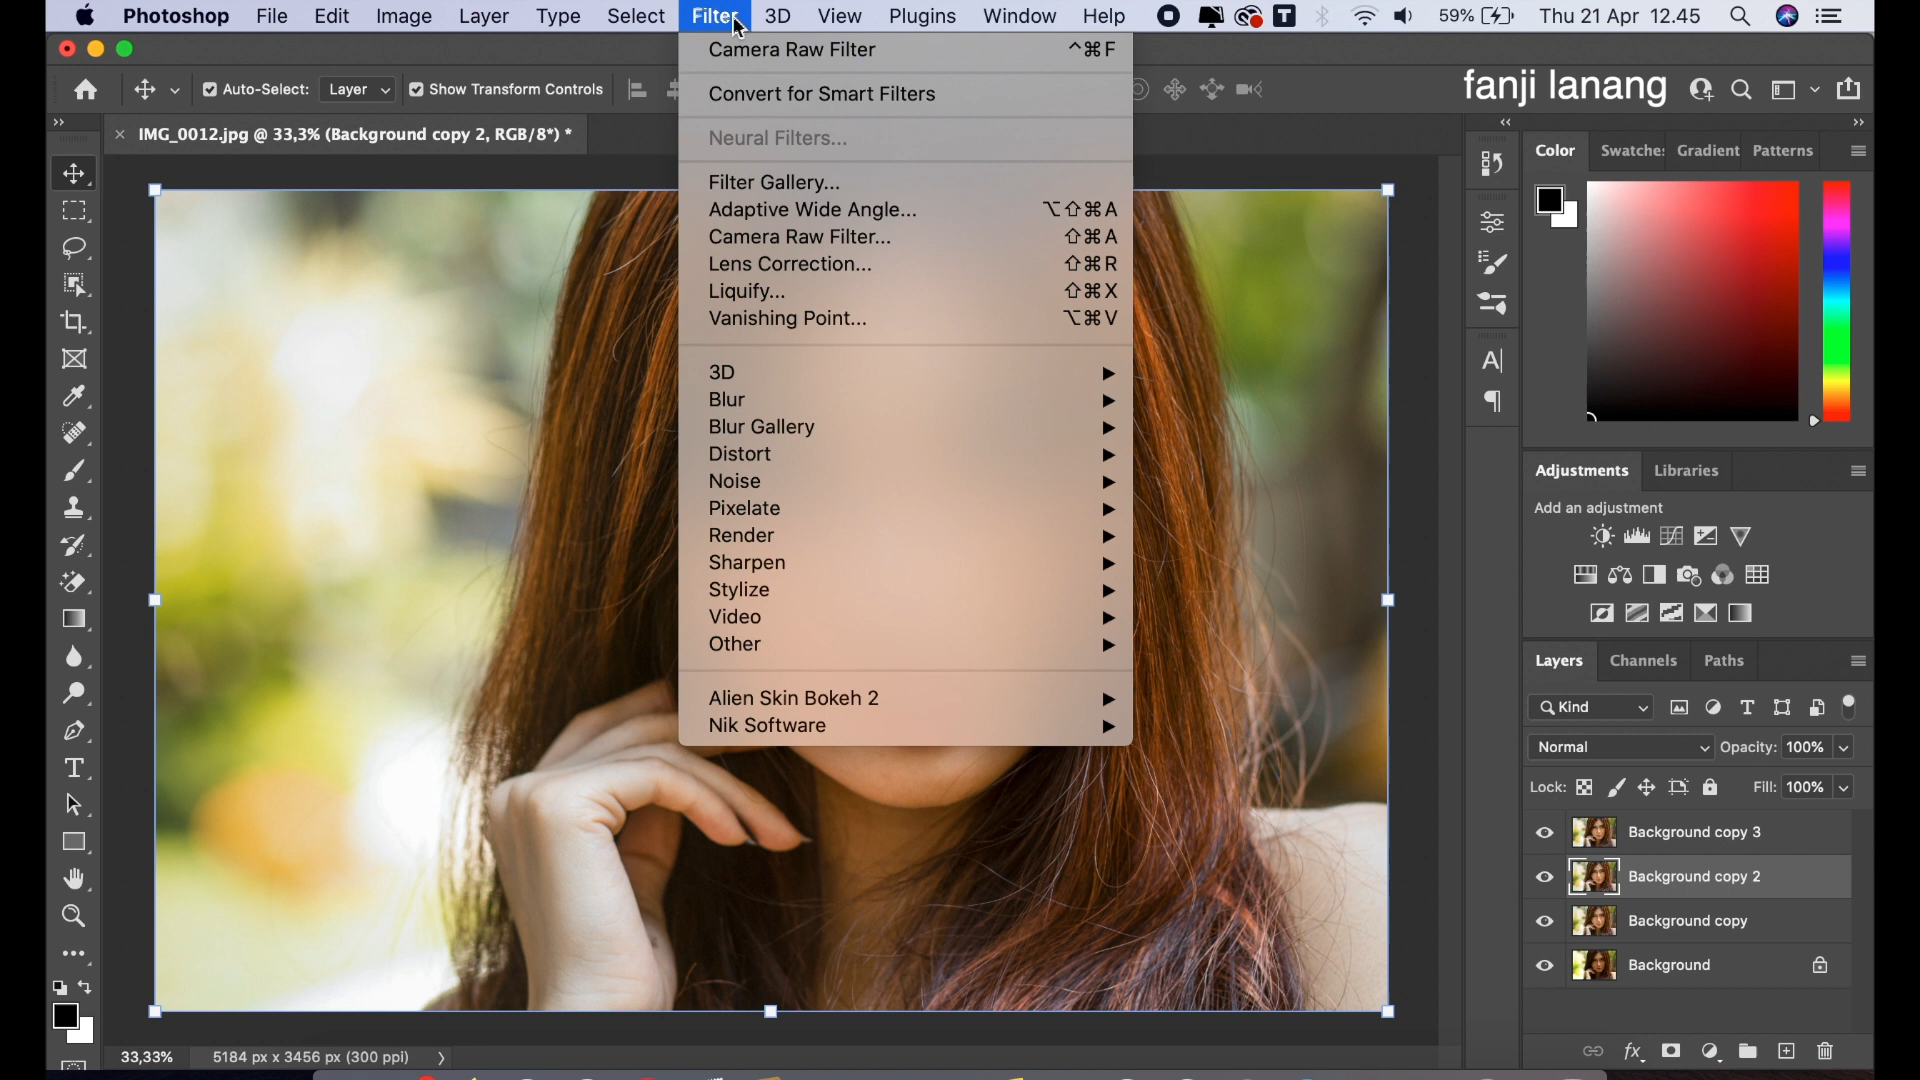 Photoshop File Edit Image Layer Type Select Filter 3D View Plugins Window Help 59% Thu 21 Apr 12.45
Auto-Select: Layer Show Transform Controls
fanji lanang
IMG_0012.jpg @ 33,3% (Background copy 2, RGB/8*) *
Camera Raw Filter ^⌘F
Convert for Smart Filters
Neural Filters...
Filter Gallery...
Adaptive Wide Angle... ⌥⇧⌘A
Camera Raw Filter... ⇧⌘A
Lens Correction... ⇧⌘R
Liquify... ⇧⌘X
Vanishing Point... ⌥⌘V
3D
Blur
Blur Gallery
Distort
Noise
Pixelate
Render
Sharpen
Stylize
Video
Other
Alien Skin Bokeh 2
Nik Software
Color Swatches Gradient Patterns
Adjustments Libraries
Add an adjustment
Layers Channels Paths
Kind
Normal Opacity: 100%
Lock: Fill: 100%
Background copy 3
Background copy 2
Background copy
Background
33,33% 5184 px x 3456 px (300 ppi)